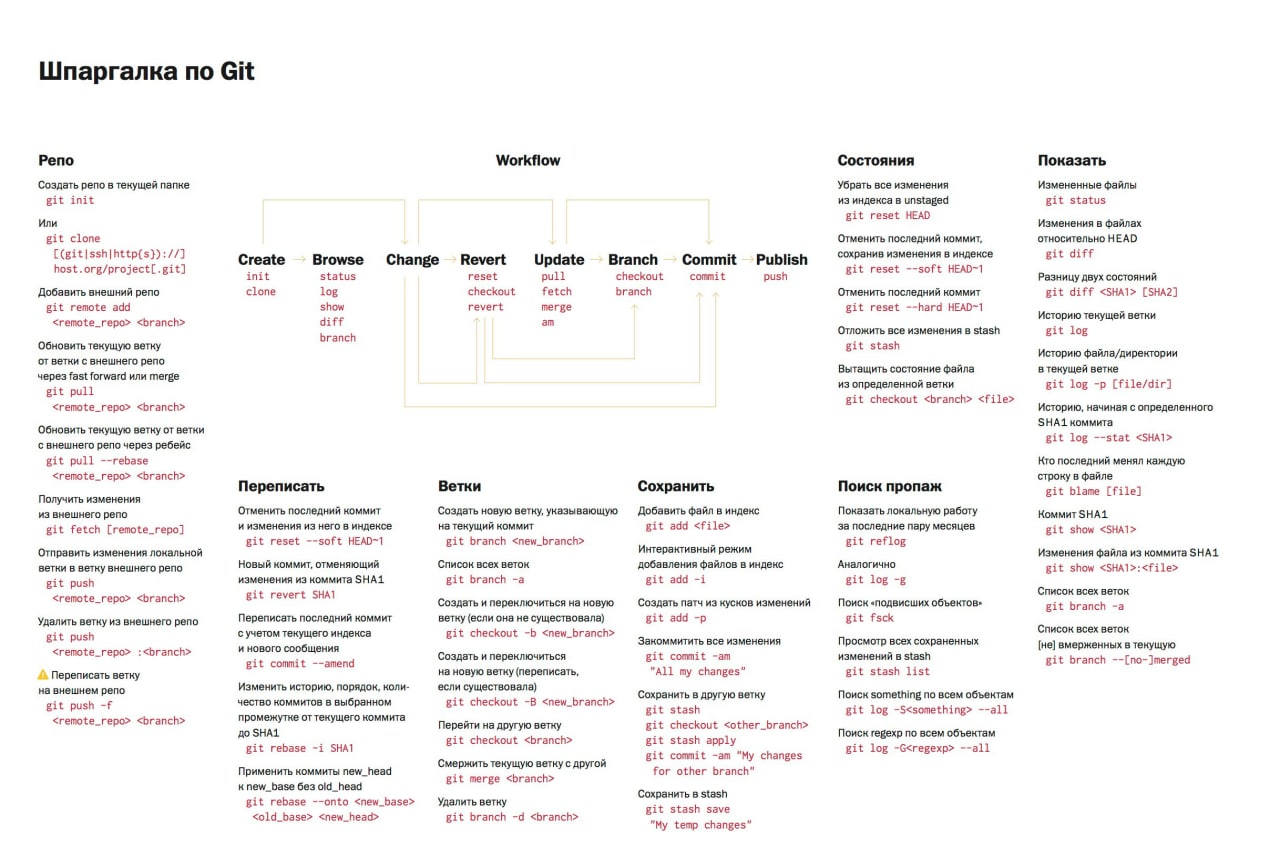 Шпаргалка по Git
Репо
Создать репо в текущей папке
git init
Или
git clone
[(git|ssh|http{s})://]
host.org/project[.git]
Добавить внешний репо
git remote add
<remote_repo> <branch>
Обновить текущую ветку
от ветки с внешнего репо
через fast forward или merge
git pull
<remote_repo> <branch>
Обновить текущую ветку от ветки
с внешнего репо через ребейс
git pull --rebase
<remote_repo> <branch>
Получить изменения
из внешнего репо
git fetch [remote_repo]
Отправить изменения локальной
ветки в ветку внешнего репо
git push
<remote_repo> <branch>
Удалить ветку из внешнего репо
git push
<remote_repo> :<branch>
Переписать ветку
на внешнем репо
git push -f
<remote_repo> <branch>
Workflow
Create
init
clone
Browse
status
log
show
diff
branch
Change
Revert
reset
checkout
revert
Update
pull
fetch
merge
am
Branch
checkout
branch
Commit
commit
Publish
push
Переписать
Отменить последний коммит
и изменения из него в индексе
git reset --soft HEAD~1
Новый коммит, отменяющий
изменения из коммита SHA1
git revert SHA1
Переписать последний коммит
с учетом текущего индекса
и нового сообщения
git commit --amend
Изменить историю, порядок, коли-
чество коммитов в выбранном
промежутке от текущего коммита
до SHA1
git rebase -i SHA1
Применить коммиты new_head
к new_base без old_head
git rebase --onto <new_base>
<old_base> <new_head>
Ветки
Создать новую ветку, указывающую
на текущий коммит
git branch <new_branch>
Список всех веток
git branch -a
Создать и переключиться на новую
ветку (если она не существовала)
git checkout -b <new_branch>
Создать и переключиться
на новую ветку (переписать,
если существовала)
git checkout -B <new_branch>
Перейти на другую ветку
git checkout <branch>
Смержить текущую ветку с другой
git merge <branch>
Удалить ветку
git branch -d <branch>
Сохранить
Добавить файл в индекс
git add <file>
Интерактивный режим
добавления файлов в индекс
git add -i
Создать патч из кусков изменений
git add -p
Закоммитить все изменения
git commit -am
"All my changes"
Сохранить в другую ветку
git stash
git checkout <other_branch>
git stash apply
git commit -am "My changes
for other branch"
Сохранить в stash
git stash save
"My temp changes"
Состояния
Убрать все изменения
из индекса в unstaged
git reset HEAD
Отменить последний коммит,
сохранив изменения в индексе
git reset --soft HEAD~1
Отменить последний коммит
git reset --hard HEAD~1
Отложить все изменения в stash
git stash
Вытащить состояние файла
из определенной ветки
git checkout <branch> <file>
Поиск пропаж
Показать локальную работу
за последние пару месяцев
git reflog
Аналогично
git log -g
Поиск «подвисших объектов»
git fsck
Просмотр всех сохраненных
изменений в stash
git stash list
Поиск something по всем объектам
git log -S<something> --all
Поиск regexp по всем объектам
git log -G<regexp> --all
Показать
Измененные файлы
git status
Изменения в файлах
относительно HEAD
git diff
Разницу двух состояний
git diff <SHA1> [SHA2]
Историю текущей ветки
git log
Историю файла/директории
в текущей ветке
git log -p [file/dir]
Историю, начиная с определенного
SHA1 коммита
git log --stat <SHA1>
Кто последний менял каждую
строку в файле
git blame [file]
Коммит SHA1
git show <SHA1>
Изменения файла из коммита SHA1
git show <SHA1>:<file>
Список всех веток
git branch -a
Список всех веток
[не] вмерженных в текущую
git branch --[no-]merged